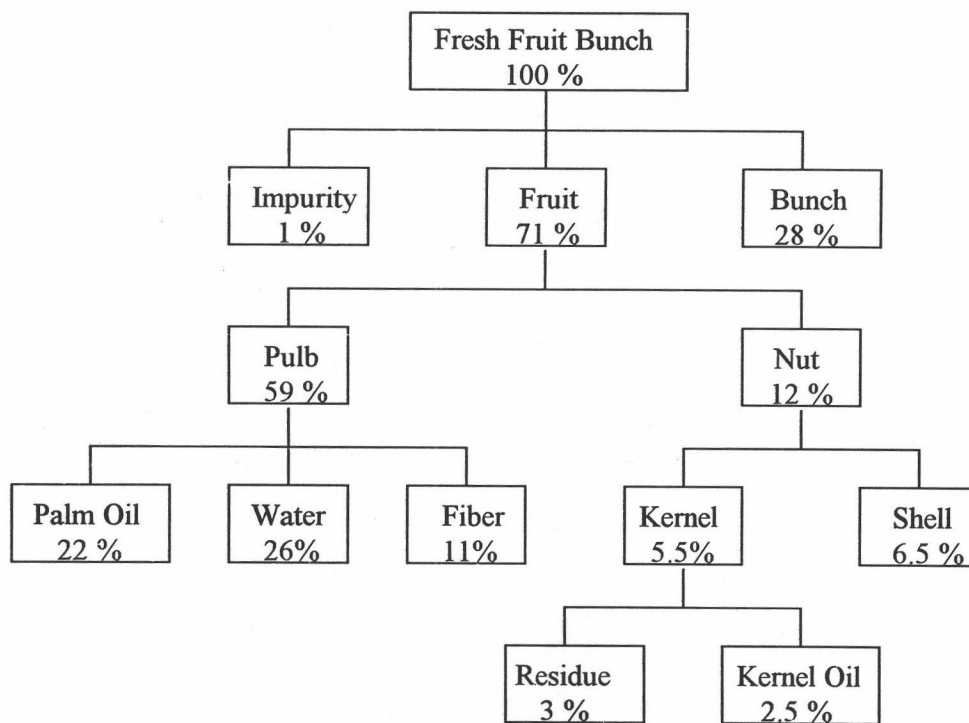 Fresh Fruit Bunch
100 %
Impurity
1 %
Fruit
71 %
Bunch
28 %
Pulb
59 %
Nut
12 %
Palm Oil
22 %
Water
26%
Fiber
11%
Kernel
5.5%
Shell
6.5 %
Residue
3 %
Kernel Oil
2.5 %